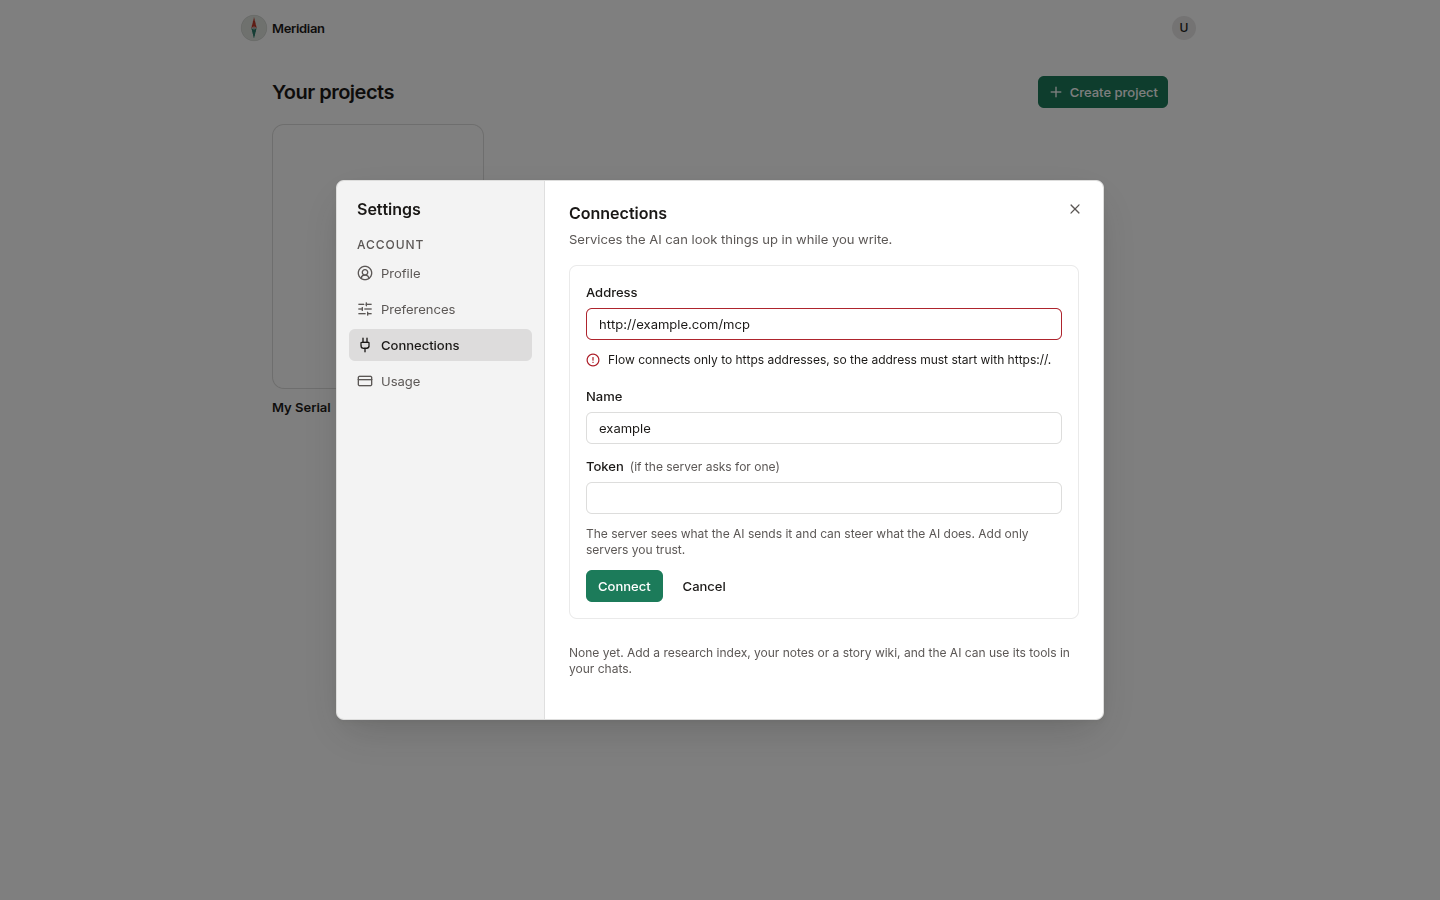 Meridian
U
Your projects
Create project
My Serial
Settings
ACCOUNT
Profile
Preferences
Connections
Usage
Connections
Services the AI can look things up in while you write.
Address
http://example.com/mcp
Flow connects only to https addresses, so the address must start with https://.
Name
example
Token (if the server asks for one)
The server sees what the AI sends it and can steer what the AI does. Add only
servers you trust.
Connect
Cancel
None yet. Add a research index, your notes or a story wiki, and the AI can use its tools in
your chats.